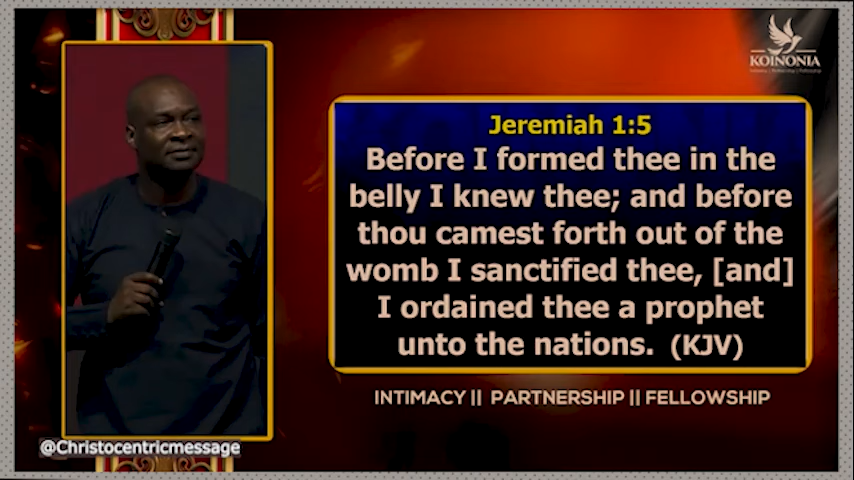 KOINONIA
Jeremiah 1:5
Before I formed thee in the
belly I knew thee; and before
thou camest forth out of the
womb I sanctified thee, [and]
I ordained thee a prophet
unto the nations. (KJV)
INTIMACY || PARTNERSHIP || FELLOWSHIP
@Christocentricmessage